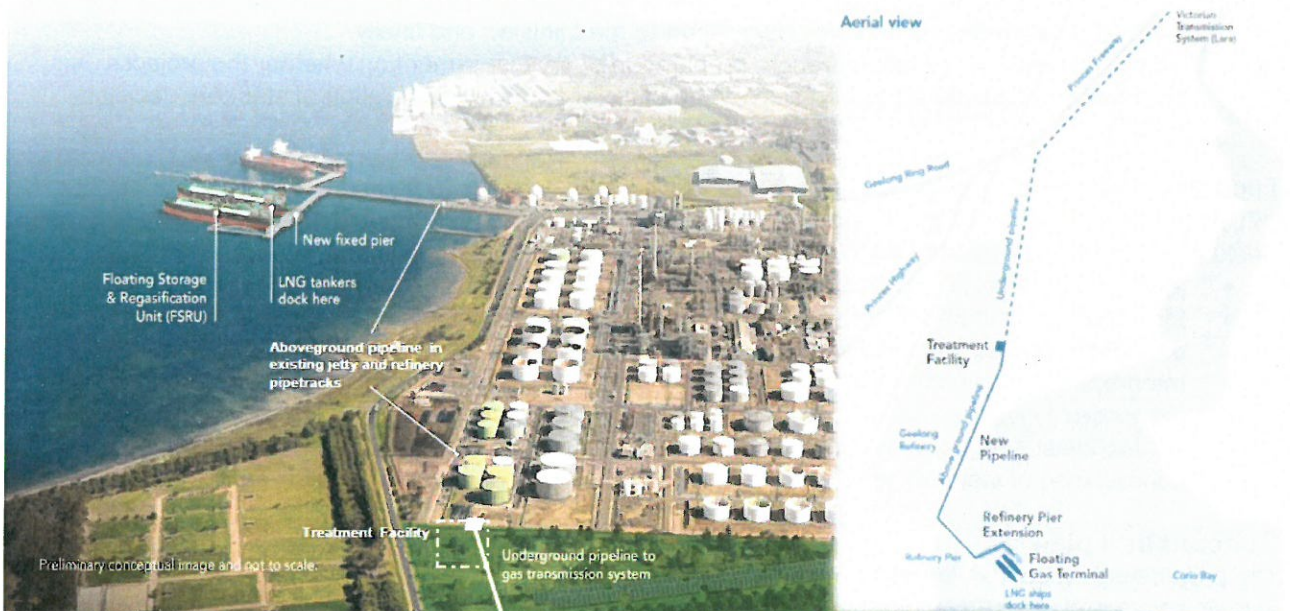 Aerial view
Victorian
Transmission
System (Lara)
Princes Freeway
Geelong Ring Road
Underground pipeline
Princes Highway
Treatment
Facility
Above ground pipeline
Geelong
Refinery
New
Pipeline
Refinery Pier
Extension
Refinery Pier
Floating
Gas Terminal
Corio Bay
LNG ships
dock here
New fixed pier
Floating Storage
& Regasification
Unit (FSRU)
LNG tankers
dock here
Aboveground pipeline in
existing jetty and refinery
pipetracks
Treatment Facility
Underground pipeline to
gas transmission system
Preliminary conceptual image and not to scale.